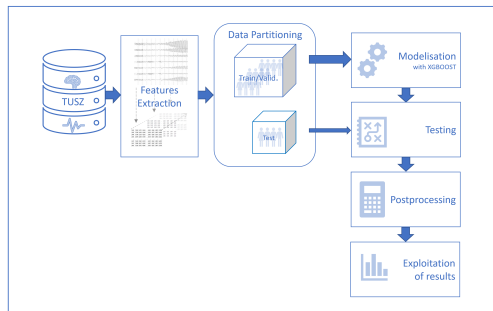 Data Partitioning
TUSZ
Features
Extraction
Train/Valid.
Test
Modelisation
with XGBOOST
Testing
Postprocessing
Exploitation
of results